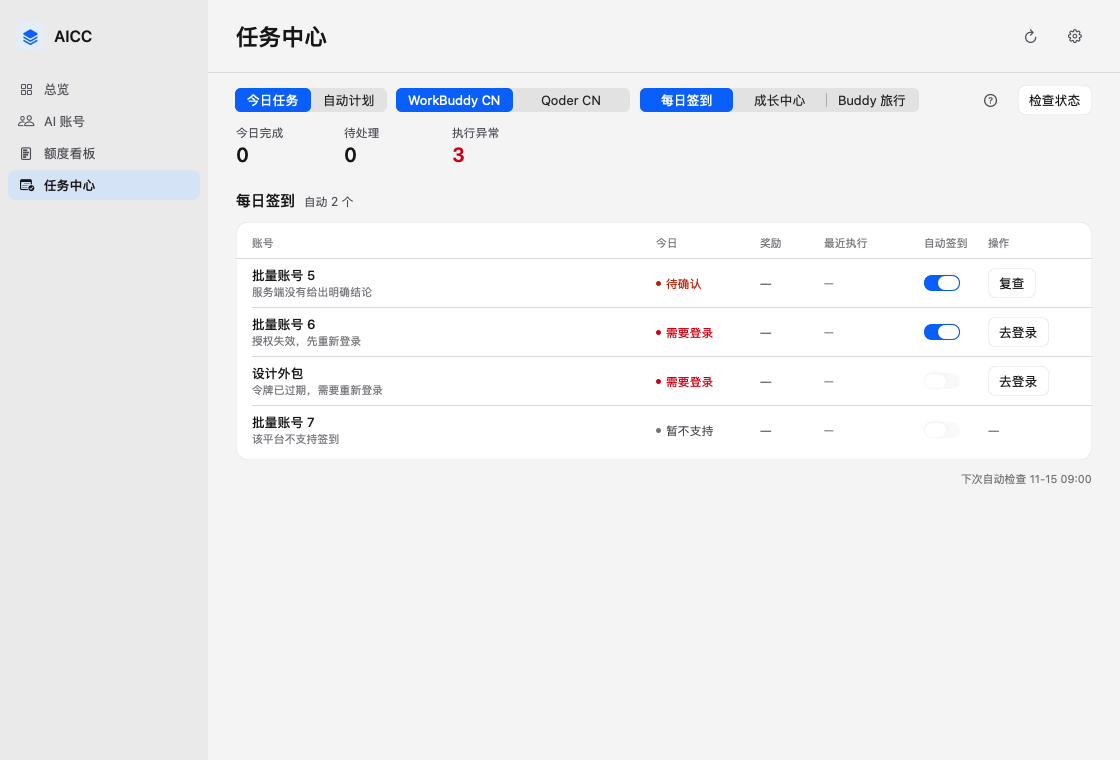 AICC
任务中心
总览
AI 账号
额度看板
任务中心
今日任务 自动计划 WorkBuddy CN Qoder CN 每日签到 成长中心 Buddy 旅行 检查状态
今日完成 待处理 执行异常
0 0 3
每日签到 自动 2 个
账号 今日 奖励 最近执行 自动签到 操作
批量账号 5
服务端没有给出明确结论
待确认 — — 复查
批量账号 6
授权失效，先重新登录
需要登录 — — 去登录
设计外包
令牌已过期，需要重新登录
需要登录 — — 去登录
批量账号 7
该平台不支持签到
暂不支持 — — —
下次自动检查 11-15 09:00